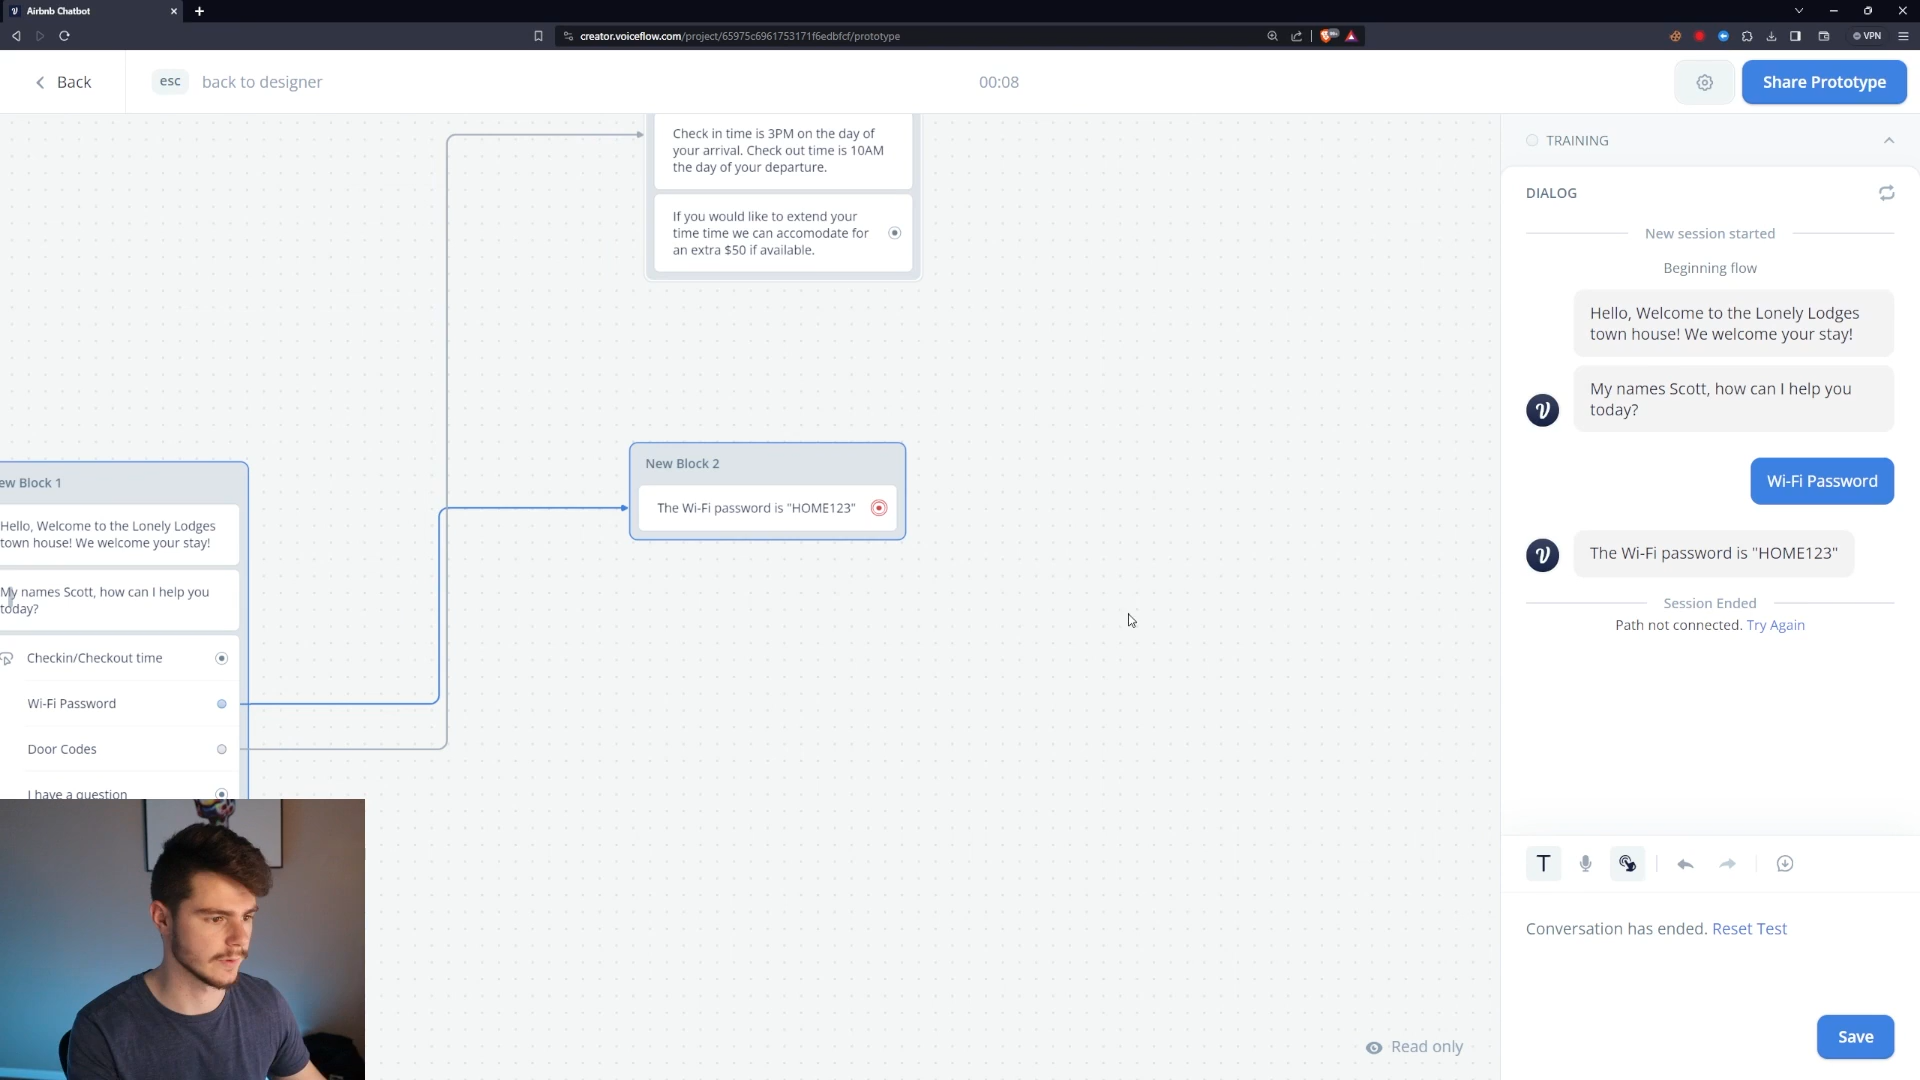 Airbnb Chatbot
creator.voiceflow.com/project/65975c6961753171f6edbfcf/prototype
VPN
Back
esc
back to designer
00:08
Share Prototype
Check in time is 3PM on the day of
your arrival. Check out time is 10AM
the day of your departure.
If you would like to extend your
time time we can accomodate for
an extra $50 if available.
New Block 2
The Wi-Fi password is "HOME123"
ew Block 1
Hello, Welcome to the Lonely Lodges
town house! We welcome your stay!
My names Scott, how can I help you
today?
Checkin/Checkout time
Wi-Fi Password
Door Codes
I have a question
Read only
TRAINING
DIALOG
New session started
Beginning flow
Hello, Welcome to the Lonely Lodges
town house! We welcome your stay!
My names Scott, how can I help you
today?
Wi-Fi Password
The Wi-Fi password is "HOME123"
Session Ended
Path not connected. Try Again
T
Conversation has ended. Reset Test
Save